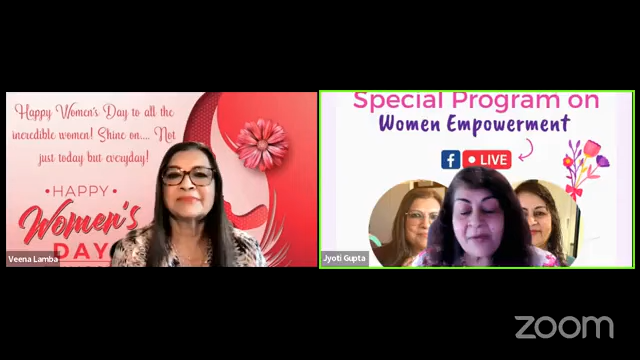 Happy Women's Day to all the
incredible women! Shine on.... Not
just today but everyday!
•HAPPY•
Women's
DAY
Veena Lamba
Special Program on
Women Empowerment
f LIVE
Jyoti Gupta
zoom